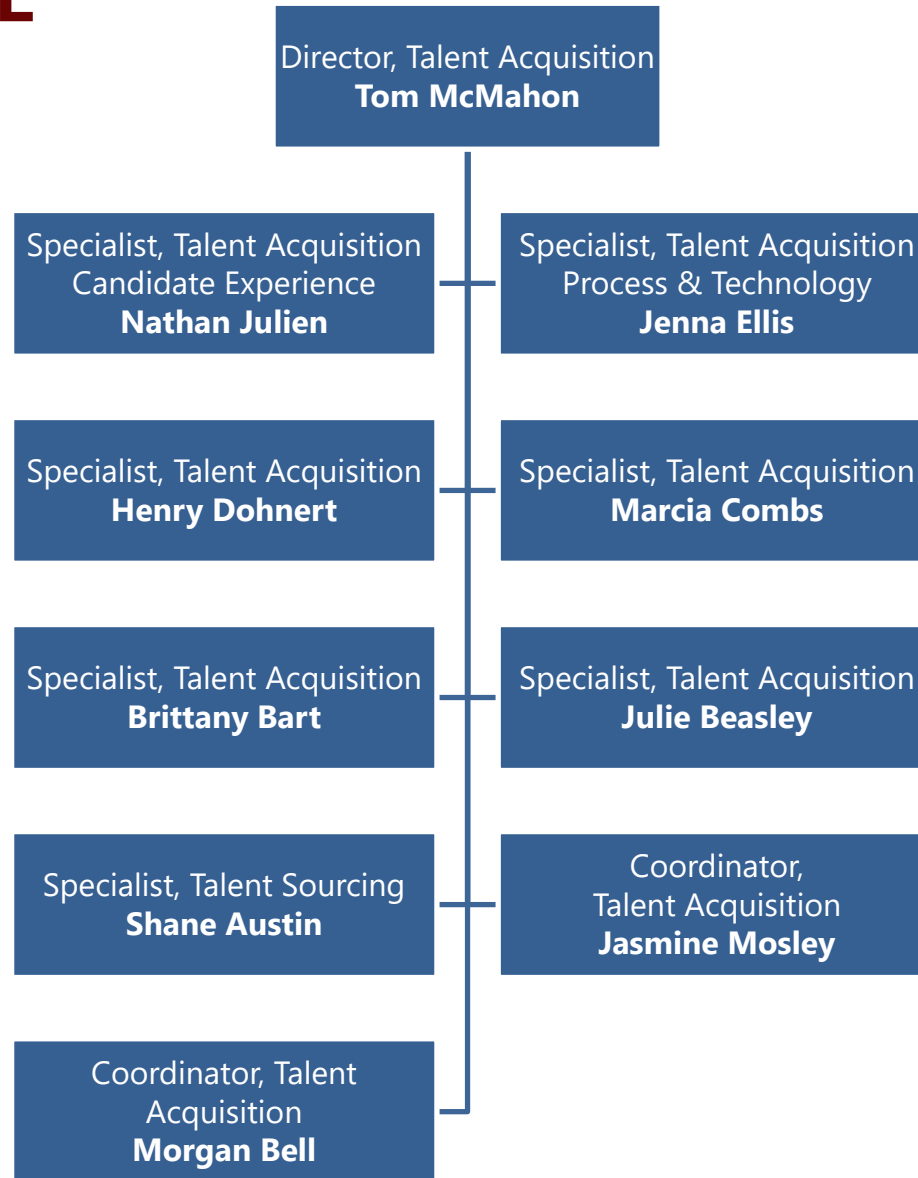 Director, Talent Acquisition
Tom McMahon
Specialist, Talent Acquisition
Candidate Experience
Nathan Julien
Specialist, Talent Acquisition
Process & Technology
Jenna Ellis
Specialist, Talent Acquisition
Henry Dohnert
Specialist, Talent Acquisition
Marcia Combs
Specialist, Talent Acquisition
Brittany Bart
Specialist, Talent Acquisition
Julie Beasley
Specialist, Talent Sourcing
Shane Austin
Coordinator,
Talent Acquisition
Jasmine Mosley
Coordinator, Talent
Acquisition
Morgan Bell